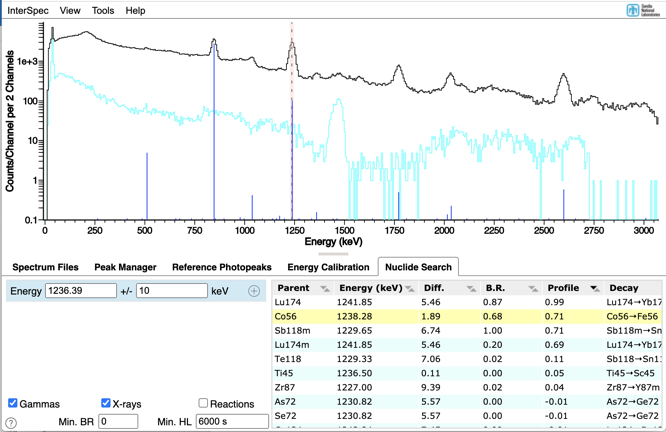 InterSpec View Tools Help
Sandia National Laboratories
Counts/Channel per 2 Channels
1e+3
100
10
1
0.1
0 250 500 750 1000 1250 1500 1750 2000 2250 2500 2750 3000
Energy (keV)
Spectrum Files Peak Manager Reference Photopeaks Energy Calibration Nuclide Search
Energy 1236.39 +/- 10 keV
Parent Energy (keV) Diff. B.R. Profile Decay
Lu174 1241.85 5.46 0.87 0.99 Lu174→Yb17
Co56 1238.28 1.89 0.68 0.71 Co56→Fe56
Sb118m 1229.65 6.74 1.00 0.71 Sb118m→Sn
Lu174m 1241.85 5.46 0.20 0.69 Lu174→Yb17
Te118 1229.33 7.06 0.02 0.11 Sb118→Sn11
Ti45 1236.50 0.11 0.00 0.05 Ti45→Sc45
Zr87 1227.00 9.39 0.02 0.04 Zr87→Y87m
As72 1230.82 5.57 0.00 -0.01 As72→Ge72
Se72 1230.82 5.57 0.00 -0.01 As72→Ge72
Gammas X-rays Reactions
? Min. BR 0 Min. HL 6000 s